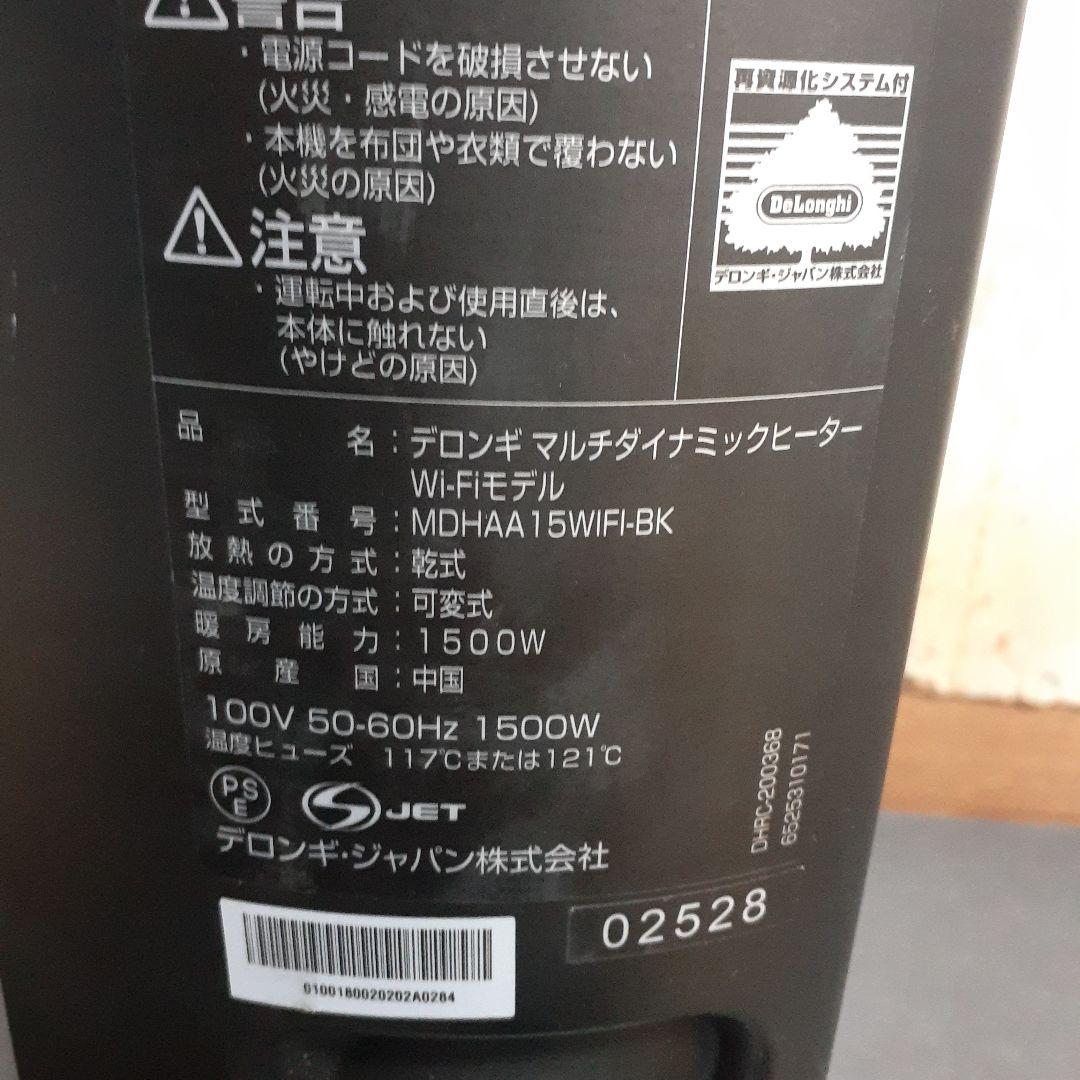 警告
・電源コードを破損させない
(火災・感電の原因)
・本機を布団や衣類で覆わない
(火災の原因)
注意
・運転中および使用直後は、
本体に触れない
(やけどの原因)
再資源化システム付
DeLonghi
デロンギ・ジャパン株式会社
品名:デロンギ マルチダイナミックヒーター
Wi-Fiモデル
型式番号:MDHAA15WIFI-BK
放熱の方式:乾式
温度調節の方式:可変式
暖房能力:1500W
原産国:中国
100V 50-60Hz 1500W
温度ヒューズ 117℃または121℃
PS
E
JET
デロンギ・ジャパン株式会社
DHRC-200368
6525310171
02528
0100180020202A0284